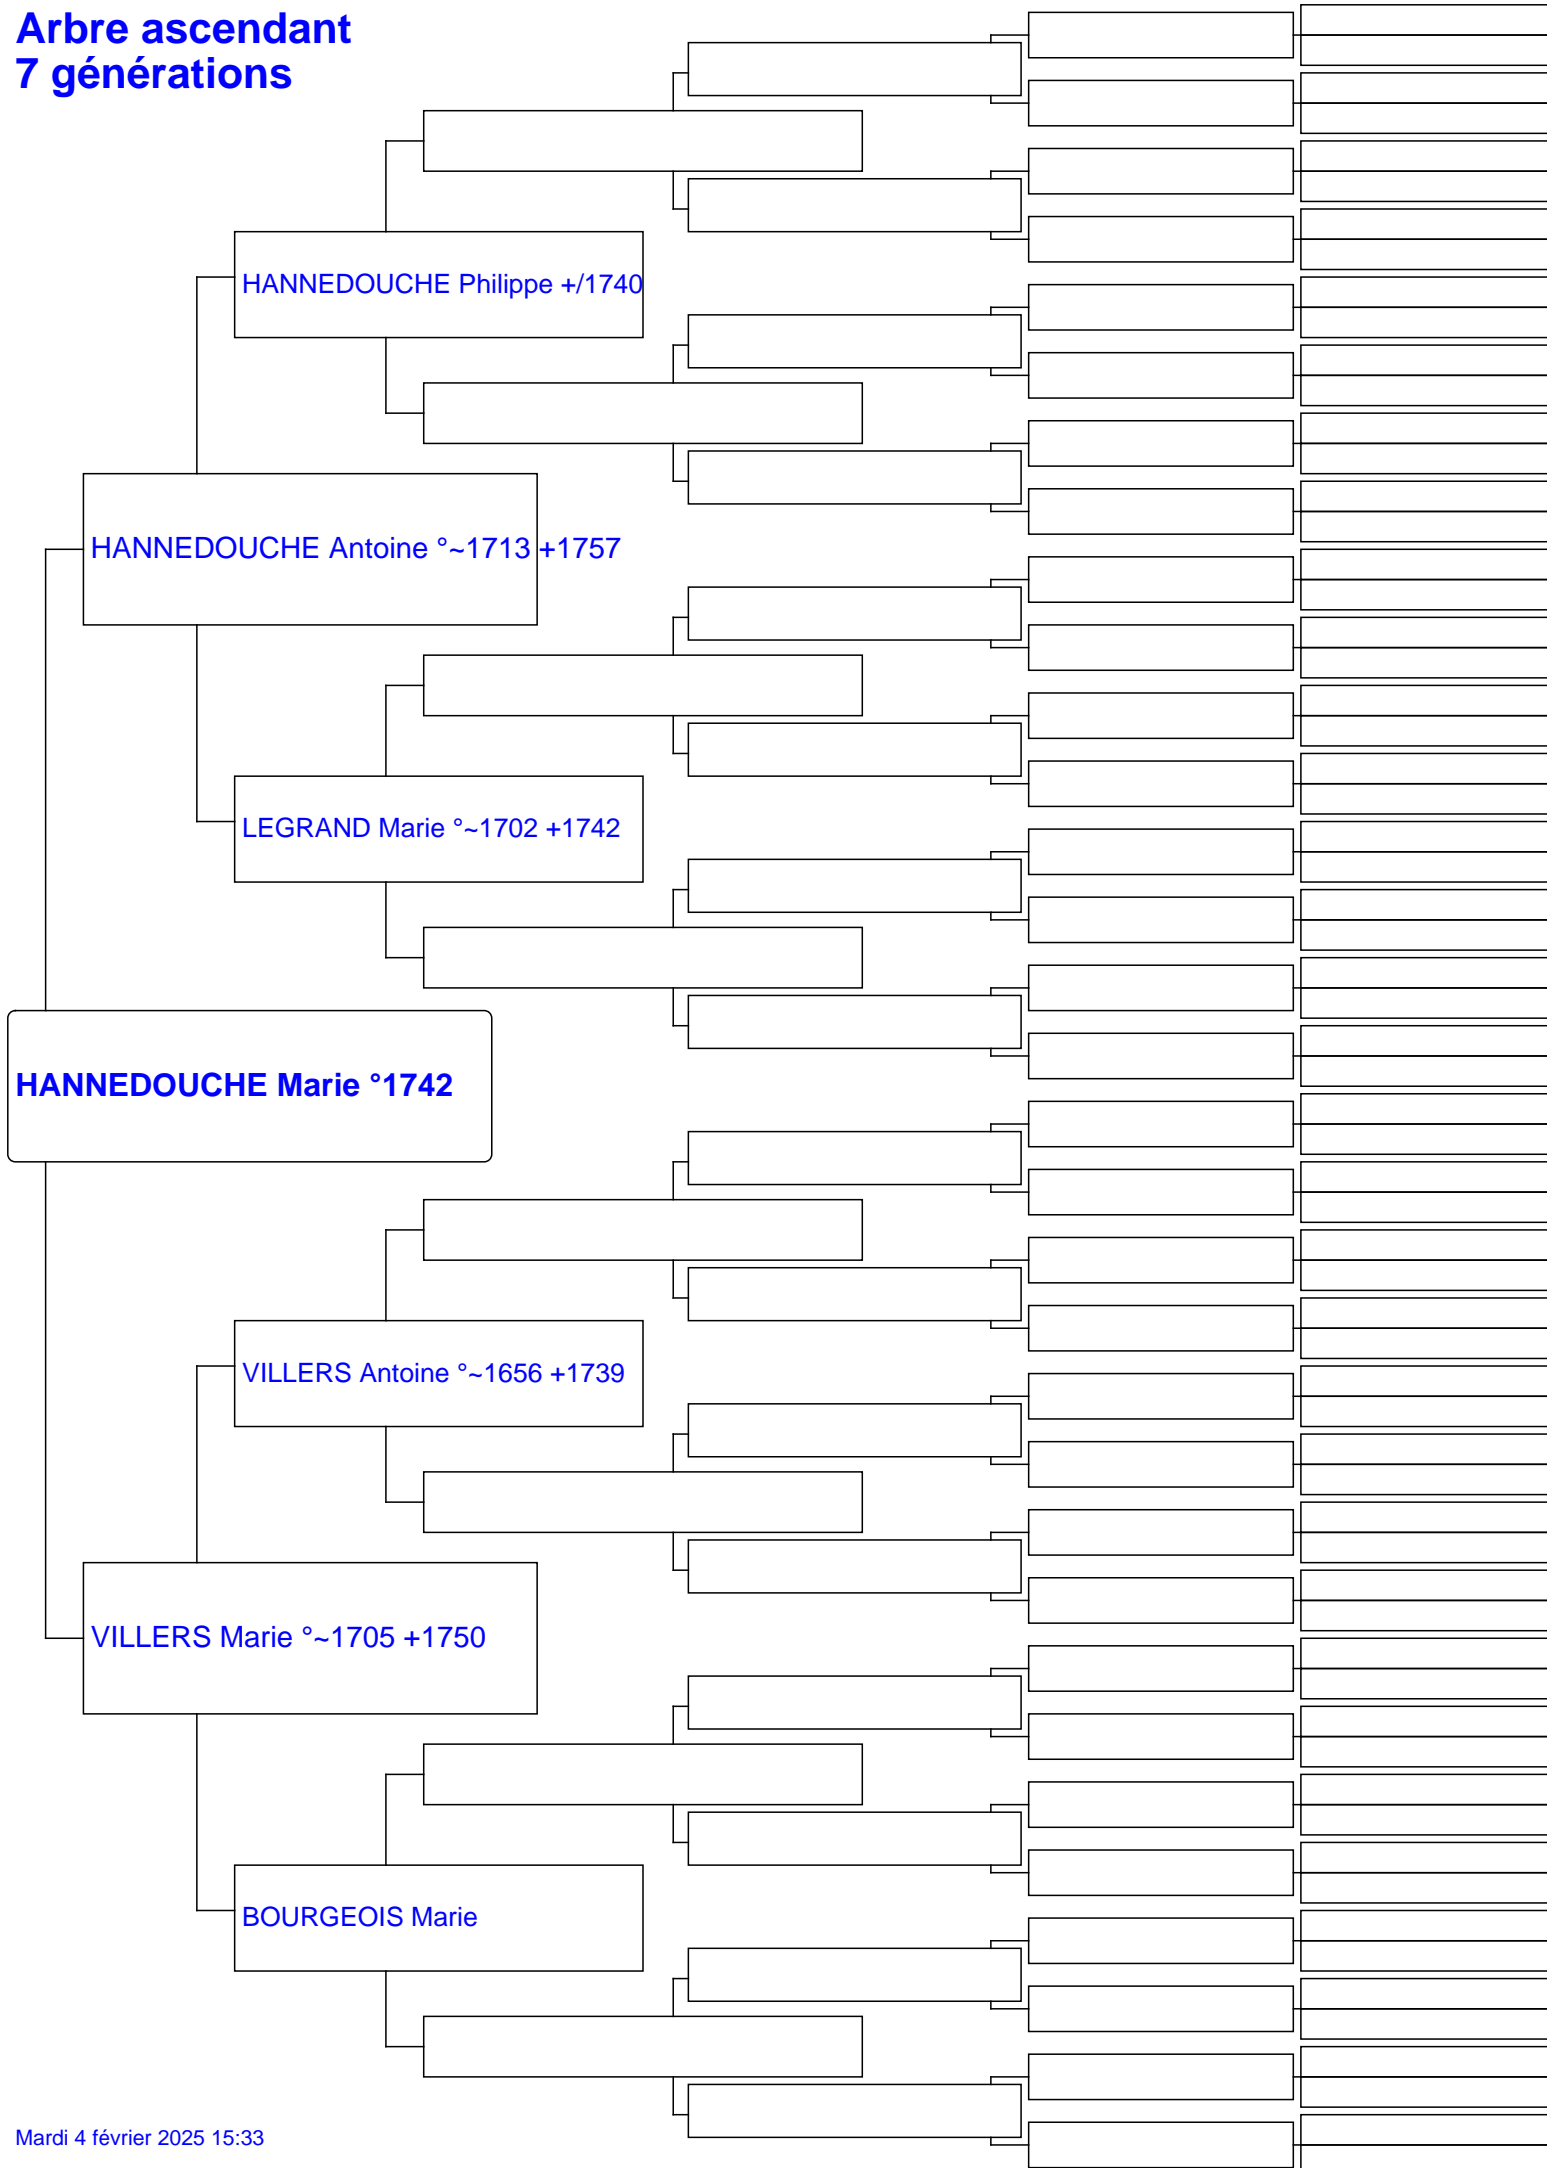 Arbre ascendant
7 générations
HANNEDOUCHE Philippe +/1740
HANNEDOUCHE Antoine °~1713 +1757
LEGRAND Marie °~1702 +1742
HANNEDOUCHE Marie °1742
VILLERS Antoine °~1656 +1739
VILLERS Marie °~1705 +1750
BOURGEOIS Marie
Mardi 4 février 2025 15:33